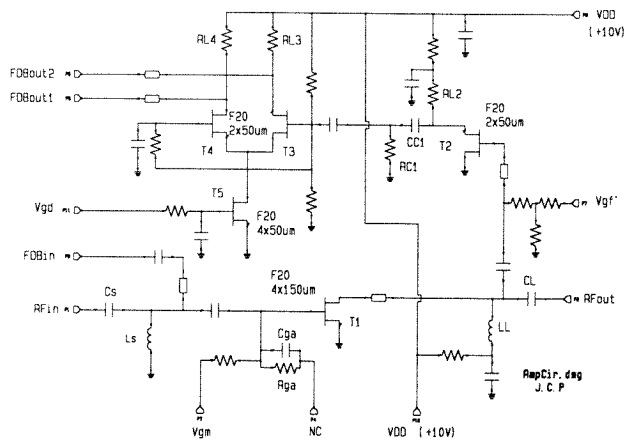 VDD
(+10V)
RL4
RL3
FDBout2
FDBout1
RL2
F20
2x50um
F20
2x50um
T4
T3
CC1
T2
RC1
T5
Vgd
F20
4x50um
Vgf'
FDBin
F20
4x150um
Cs
CL
RFin
RFout
T1
Ls
Cga
LL
Rga
AmpCir.dmg
J.C.P
Vgm
NC
VDD (+10V)